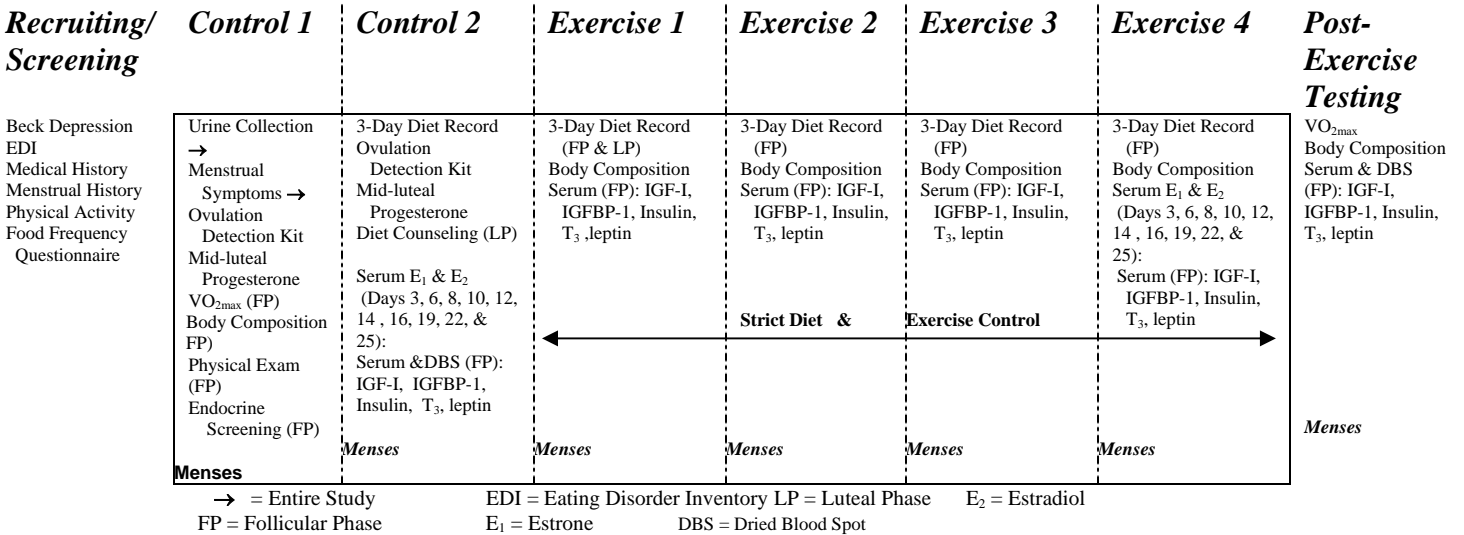 Recruiting/
Screening
Beck Depression
EDI
Medical History
Menstrual History
Physical Activity
Food Frequency
Questionnaire
Control 1
Urine Collection
→
Menstrual
Symptoms →
Ovulation
Detection Kit
Mid-luteal
Progesterone
VO2max (FP)
Body Composition
FP)
Physical Exam
(FP)
Endocrine
Screening (FP)
Menses
Control 2
3-Day Diet Record
Ovulation
Detection Kit
Mid-luteal
Progesterone
Diet Counseling (LP)
Serum E1 & E2
(Days 3, 6, 8, 10, 12,
14 , 16, 19, 22, &
25):
Serum &DBS (FP):
IGF-I, IGFBP-1,
Insulin, T3, leptin
Menses
Exercise 1
3-Day Diet Record
(FP & LP)
Body Composition
Serum (FP): IGF-I,
IGFBP-1, Insulin,
T3 ,leptin
Menses
Exercise 2
3-Day Diet Record
(FP)
Body Composition
Serum (FP): IGF-I,
IGFBP-1, Insulin,
T3, leptin
Menses
Exercise 3
3-Day Diet Record
(FP)
Body Composition
Serum (FP): IGF-I,
IGFBP-1, Insulin,
T3, leptin
Strict Diet & Exercise Control
Menses
Exercise 4
3-Day Diet Record
(FP)
Body Composition
Serum E1 & E2
(Days 3, 6, 8, 10, 12,
14 , 16, 19, 22, &
25):
Serum (FP): IGF-I,
IGFBP-1, Insulin,
T3, leptin
Menses
Post-
Exercise
Testing
VO2max
Body Composition
Serum & DBS
(FP): IGF-I,
IGFBP-1, Insulin,
T3, leptin
Menses
→ = Entire Study EDI = Eating Disorder Inventory LP = Luteal Phase E2 = Estradiol
FP = Follicular Phase E1 = Estrone DBS = Dried Blood Spot